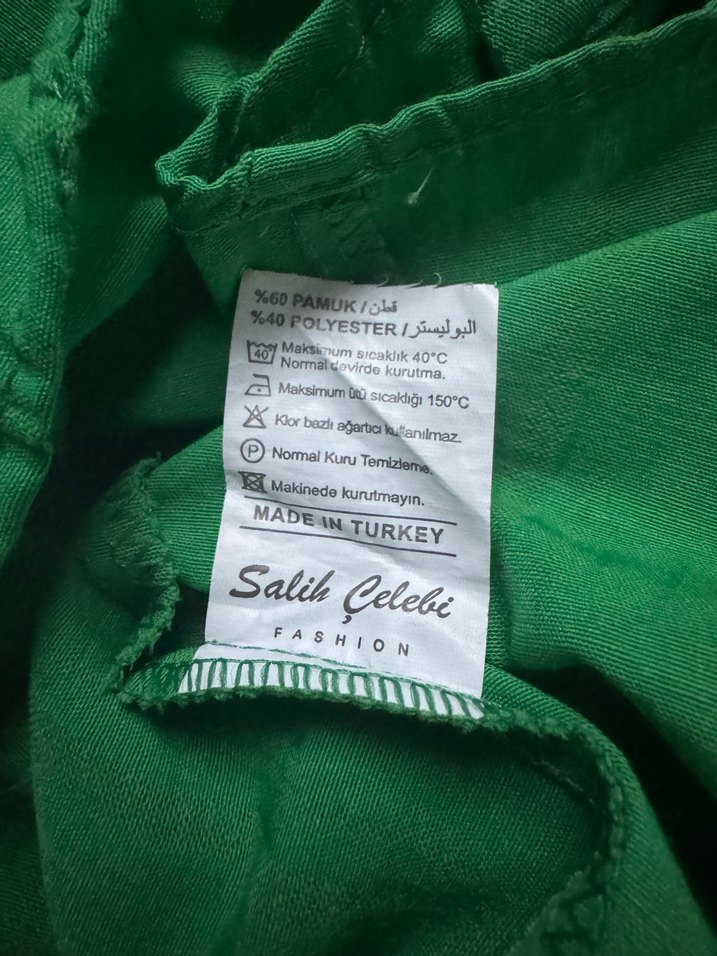 %60 PAMUK / قطن
%40 POLYESTER / البوليستر
40 Maksimum sıcaklık 40°C
Normal devirde kurutma.
Maksimum ütü sıcaklığı 150°C
Klor bazlı ağartıcı kullanılmaz.
P Normal Kuru Temizleme.
Makinede kurutmayın.
MADE IN TURKEY
Salih Çelebi
FASHION